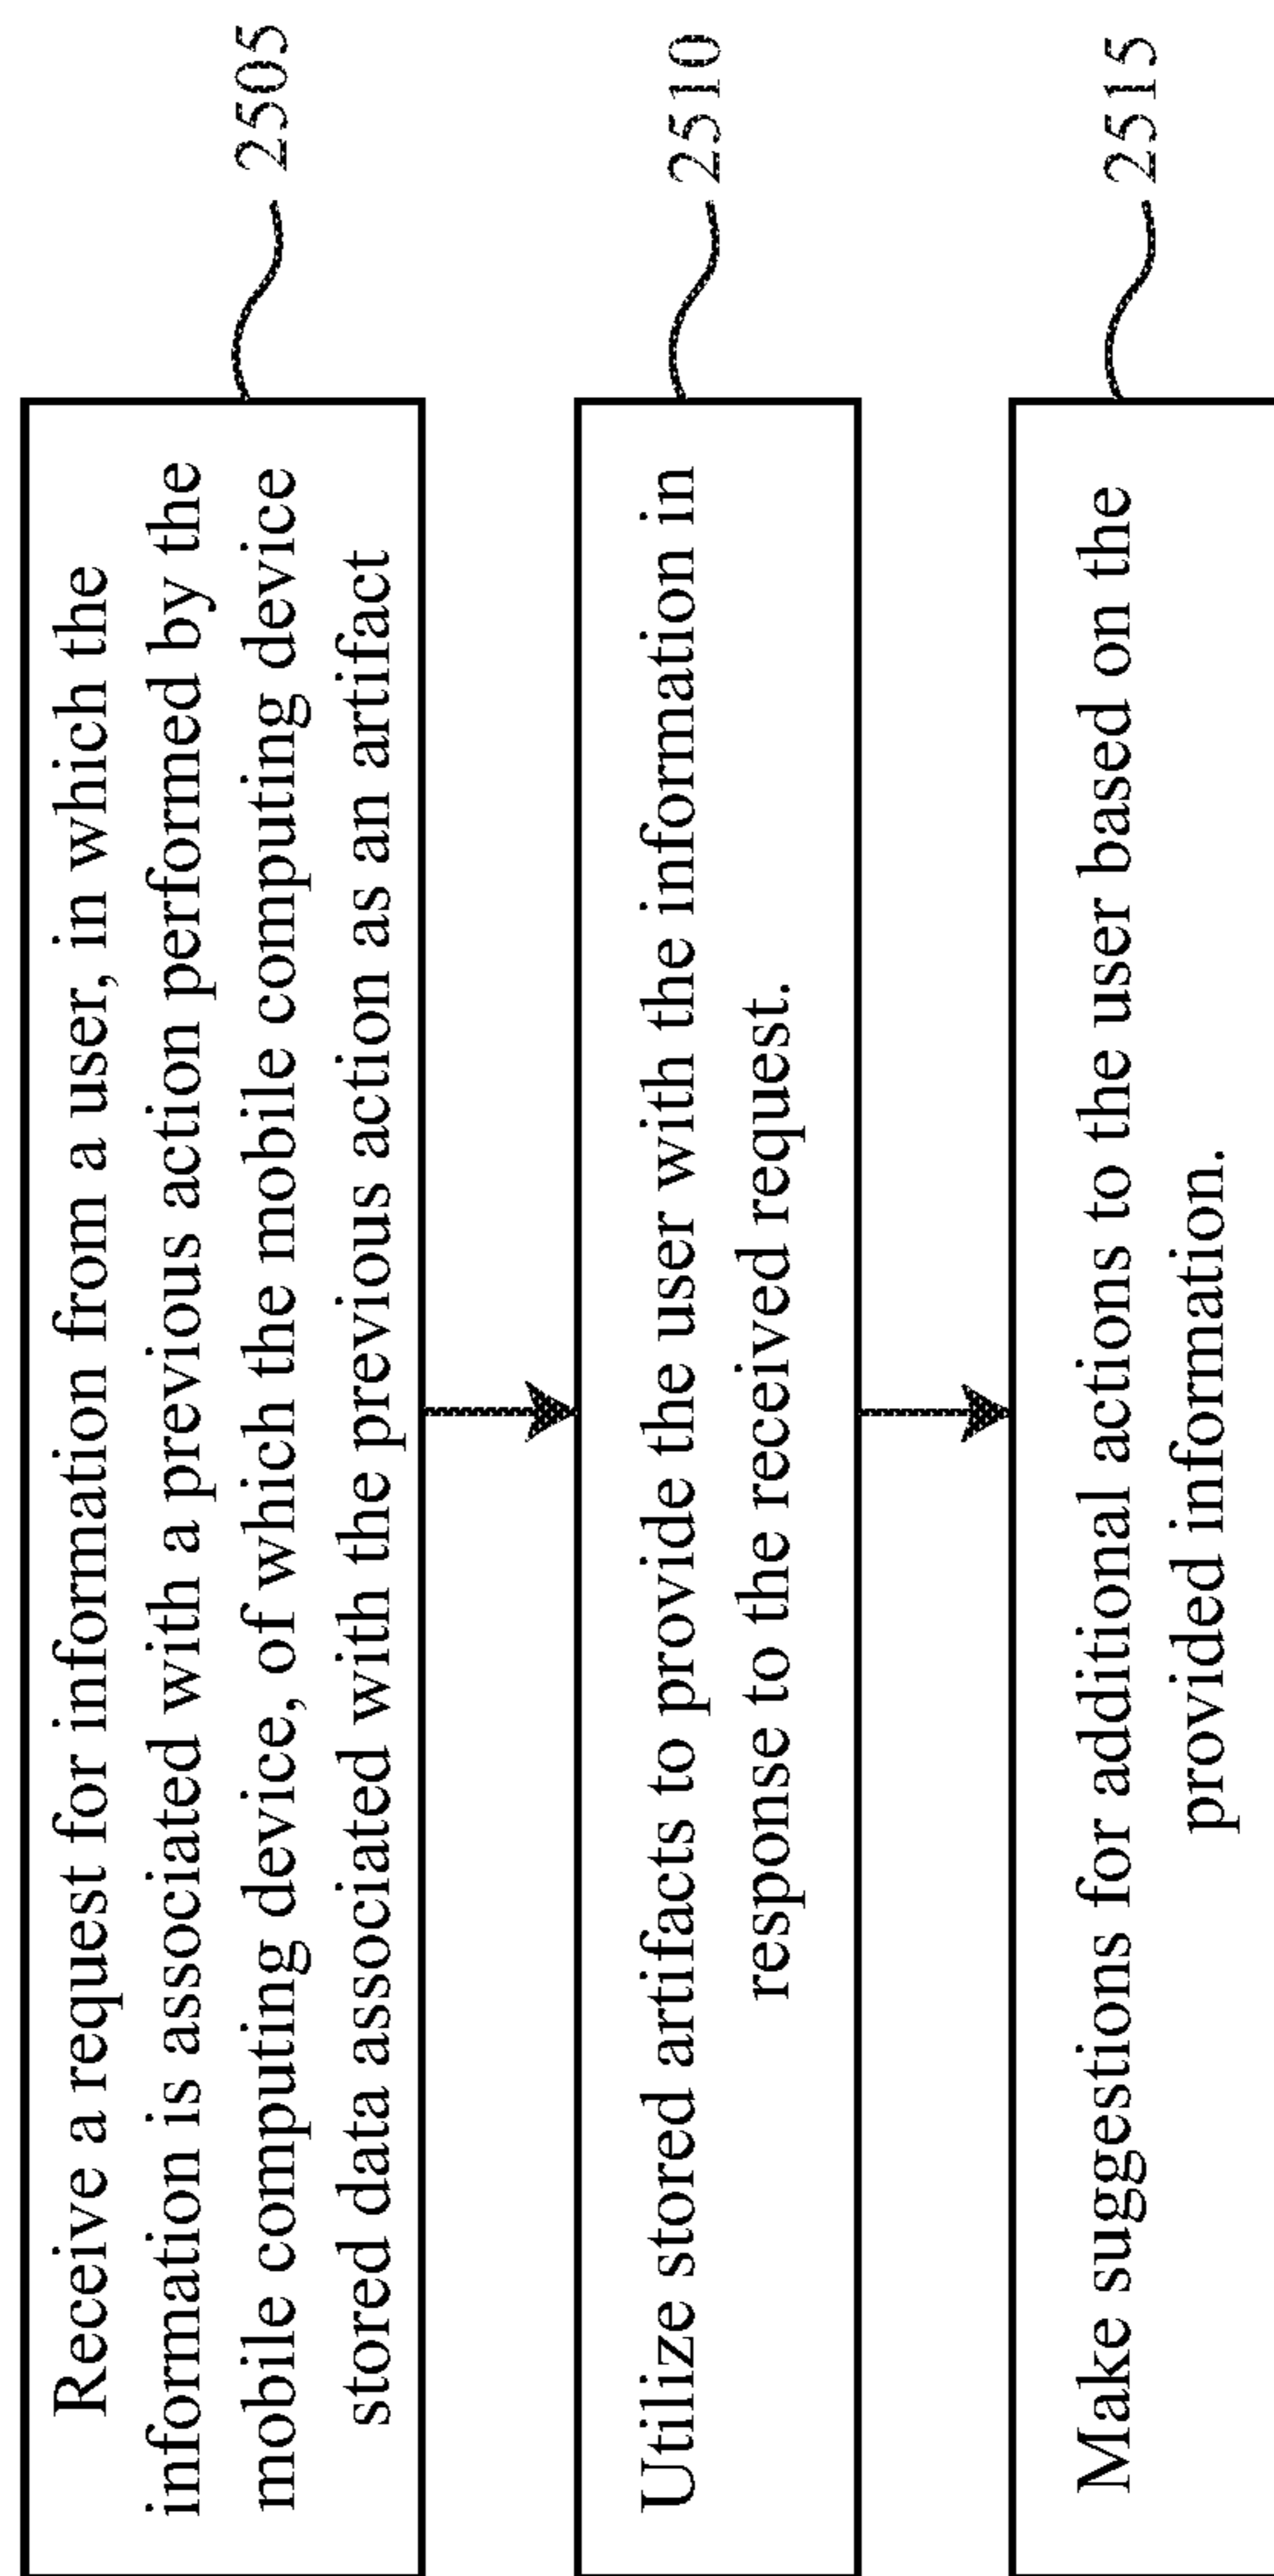 Receive a request for information from a user, in which the
information is associated with a previous action performed by the
mobile computing device, of which the mobile computing device
stored data associated with the previous action as an artifact
2505
Utilize stored artifacts to provide the user with the information in
response to the received request.
2510
Make suggestions for additional actions to the user based on the
provided information.
2515